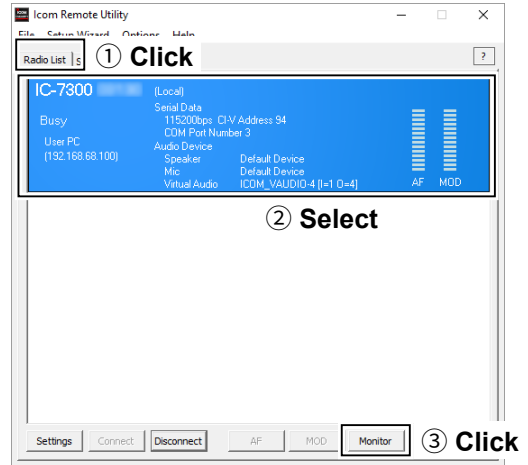 Icom Remote Utility
File Setup Wizard Options Help
Radio List
① Click
?
IC-7300
(Local)
Serial Data
Busy
115200bps CI-V Address 94
COM Port Number 3
User PC
Audio Device
(192.168.68.100)
Speaker Default Device
Mic Default Device
Virtual Audio ICOM_VAUDIO-4 [I=1 O=4]
AF MOD
② Select
Settings Connect Disconnect AF MOD Monitor
③ Click